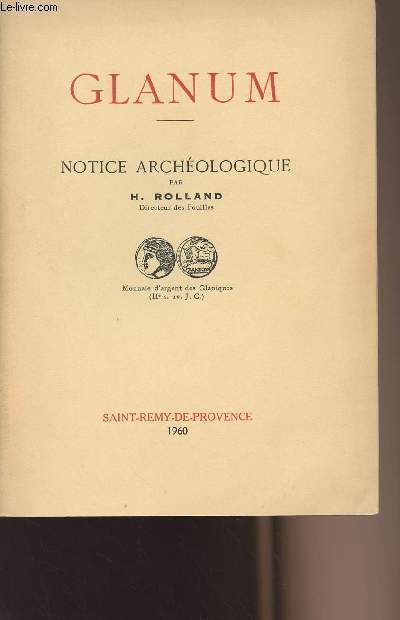 Le-livre.com
GLANUM
NOTICE ARCHÉOLOGIQUE
PAR
H. ROLLAND
Directeur des Fouilles
Monnaie d'argent des Glaniques
(IIe s. av. J. C.)
SAINT-REMY-DE-PROVENCE
1960